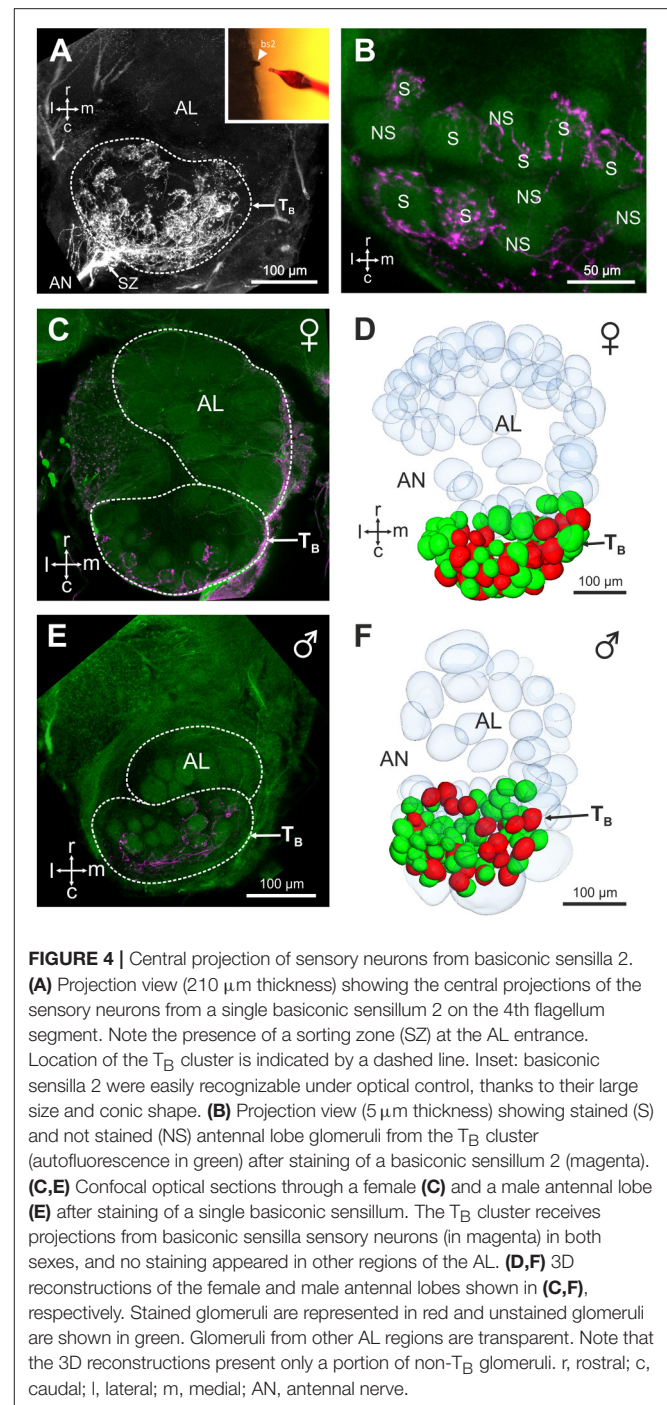 A
bs2
AL
r
l m
c
T_B
AN
SZ
100 µm
B
S
NS
NS
S
S
S
S
S
NS
NS
NS
r
l m
c
50 µm
C
♀
AL
T_B
r
l m
c
100 µm
D
♀
AL
AN
r
l m
c
T_B
100 µm
E
♂
AL
T_B
r
l m
c
100 µm
F
♂
AL
AN
T_B
100 µm
FIGURE 4 | Central projection of sensory neurons from basiconic sensilla 2.
(A) Projection view (210 µm thickness) showing the central projections of the
sensory neurons from a single basiconic sensillum 2 on the 4th flagellum
segment. Note the presence of a sorting zone (SZ) at the AL entrance.
Location of the T_B cluster is indicated by a dashed line. Inset: basiconic
sensilla 2 were easily recognizable under optical control, thanks to their large
size and conic shape. (B) Projection view (5 µm thickness) showing stained (S)
and not stained (NS) antennal lobe glomeruli from the T_B cluster
(autofluorescence in green) after staining of a basiconic sensillum 2 (magenta).
(C,E) Confocal optical sections through a female (C) and a male antennal lobe
(E) after staining of a single basiconic sensillum. The T_B cluster receives
projections from basiconic sensilla sensory neurons (in magenta) in both
sexes, and no staining appeared in other regions of the AL. (D,F) 3D
reconstructions of the female and male antennal lobes shown in (C,F),
respectively. Stained glomeruli are represented in red and unstained glomeruli
are shown in green. Glomeruli from other AL regions are transparent. Note that
the 3D reconstructions present only a portion of non-T_B glomeruli. r, rostral; c,
caudal; l, lateral; m, medial; AN, antennal nerve.